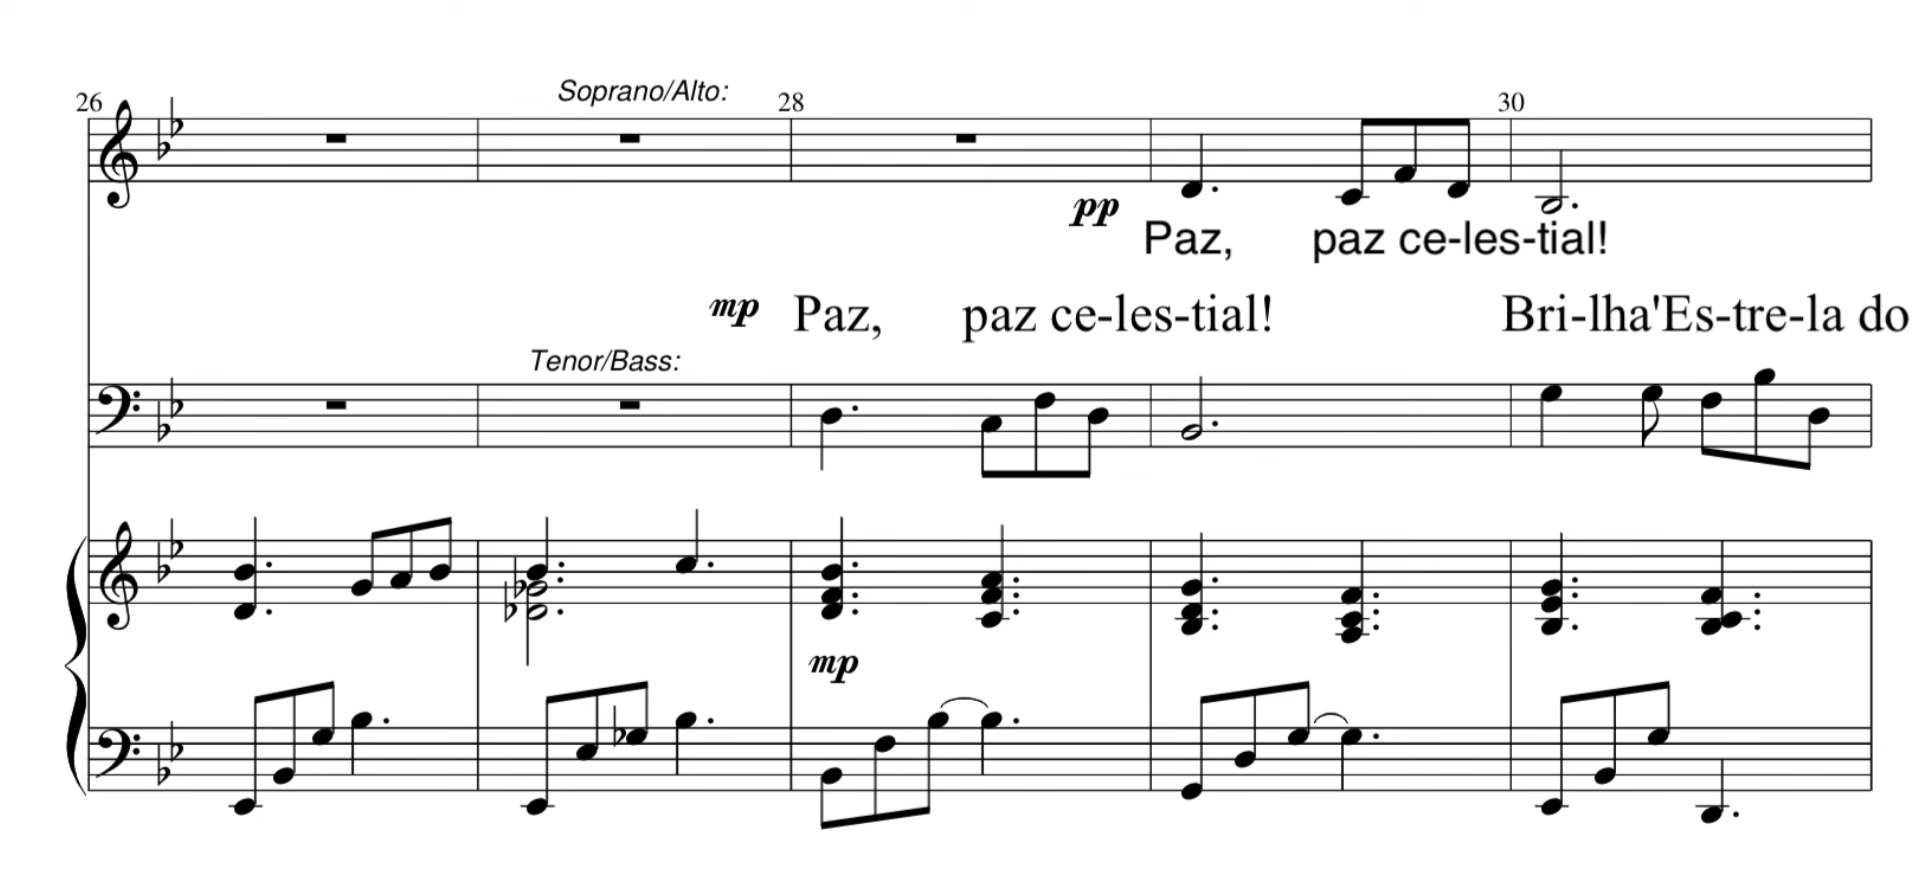 Soprano/Alto:
26 28 30
pp
Paz, paz ce-les-tial!
mp Paz, paz ce-les-tial! Bri-lha'Es-tre-la do
Tenor/Bass:
mp